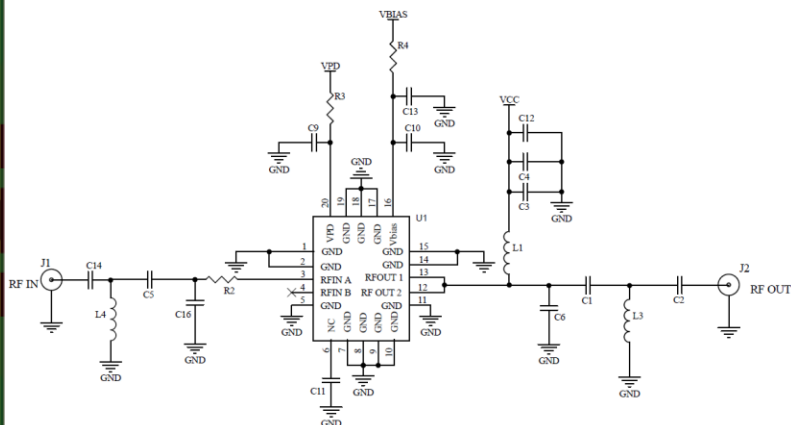 VBIAS
R4
VPD
R3
C13
GND
VCC
C12
C9
C10
GND
GND
GND
C4
C3
GND
20
19
18
17
16
U1
VPD
GND
GND
GND
Vbias
1
GND
GND
15
L1
2
GND
GND
14
GND
GND
J1
C14
RF IN
C5
R2
3
RFIN A
RFOUT 1
13
4
RFIN B
RF OUT 2
12
5
GND
GND
11
J2
RF OUT
C1
C2
L4
C16
C6
L3
GND
GND
NC
GND
GND
GND
GND
6
7
8
9
10
GND
GND
GND
C11
GND
GND
GND
GND